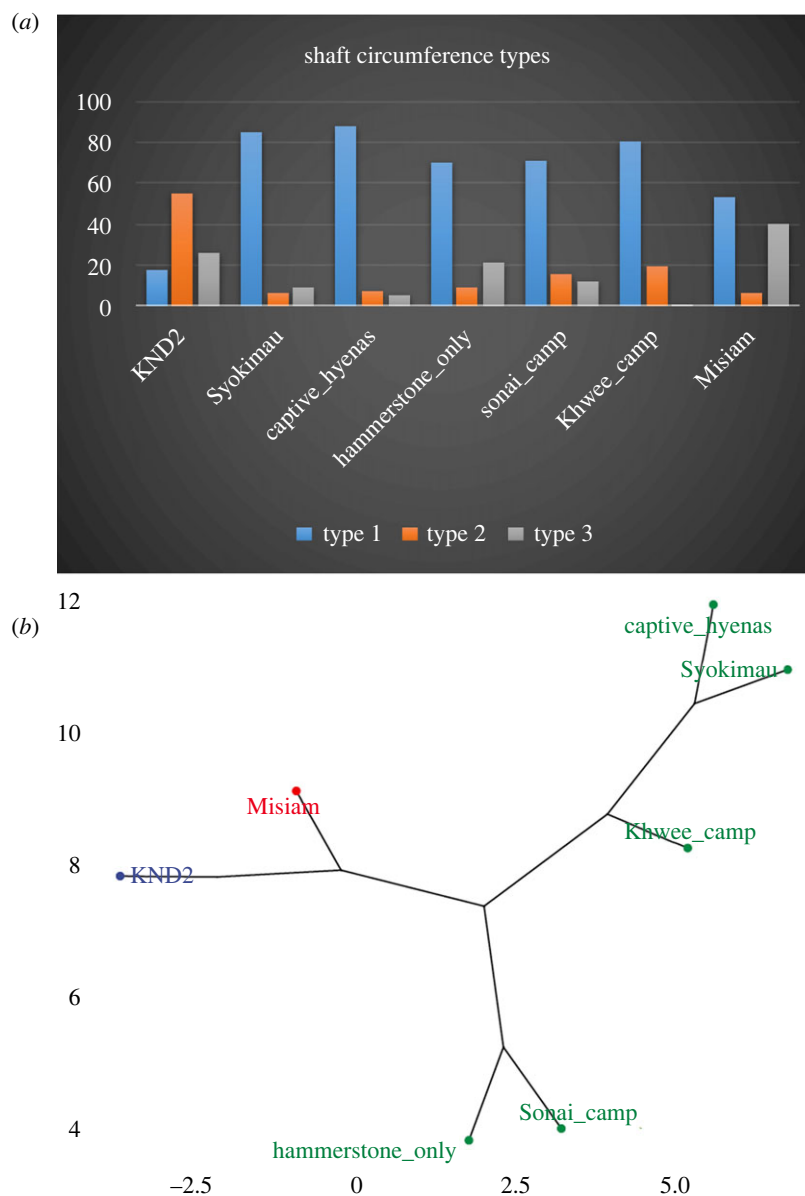 (a)
shaft circumference types
100
80
60
40
20
0
KND2
Syokimau
captive_hyenas
hammerstone_only
sonai_camp
Khwee_camp
Misiam
type 1 type 2 type 3
(b)
12
captive_hyenas
Syokimau
10
Misiam
Khwee_camp
8
KND2
6
4
Sonai_camp
hammerstone_only
–2.5 0 2.5 5.0